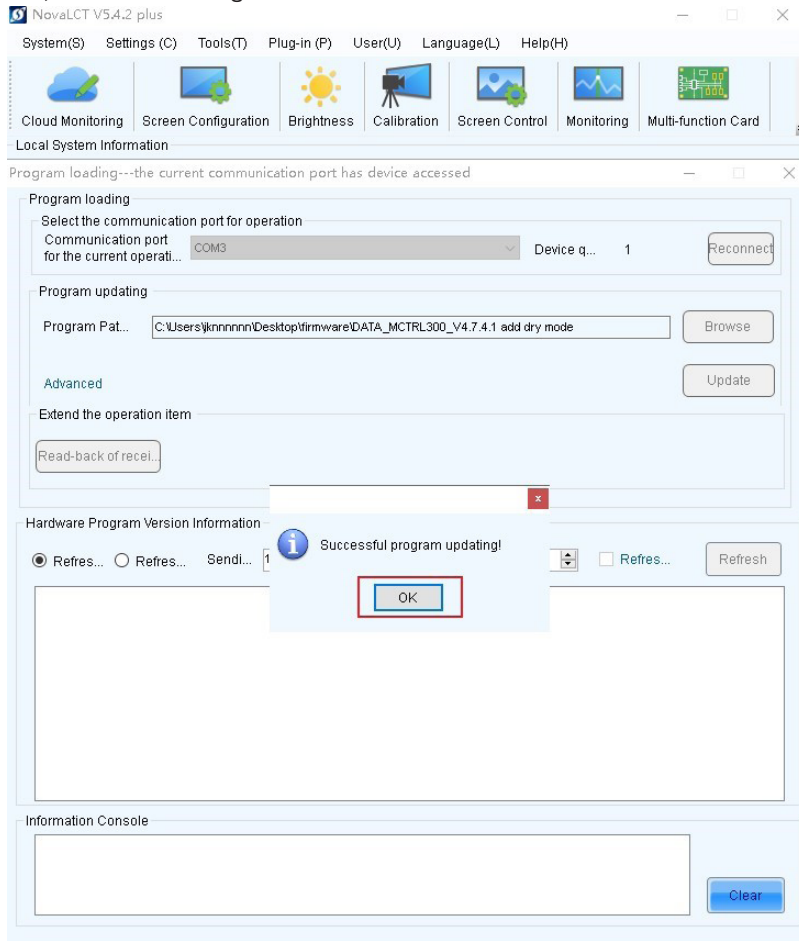 NovaLCT V5.4.2 plus
System(S) Settings (C) Tools(T) Plug-in (P) User(U) Language(L) Help(H)
Cloud Monitoring Screen Configuration Brightness Calibration Screen Control Monitoring Multi-function Card
Local System Information
Program loading---the current communication port has device accessed
Program loading
Select the communication port for operation
Communication port
for the current operati... COM3 Device q... 1 Reconnect
Program updating
Program Pat... C:\Users\jknnnnnn\Desktop\firmware\DATA_MCTRL300_V4.7.4.1 add dry mode Browse
Advanced Update
Extend the operation item
Read-back of recei...
Hardware Program Version Information
Successful program updating!
Refres... Refres... Sendi... 1 Refres... Refresh
OK
Information Console
Clear